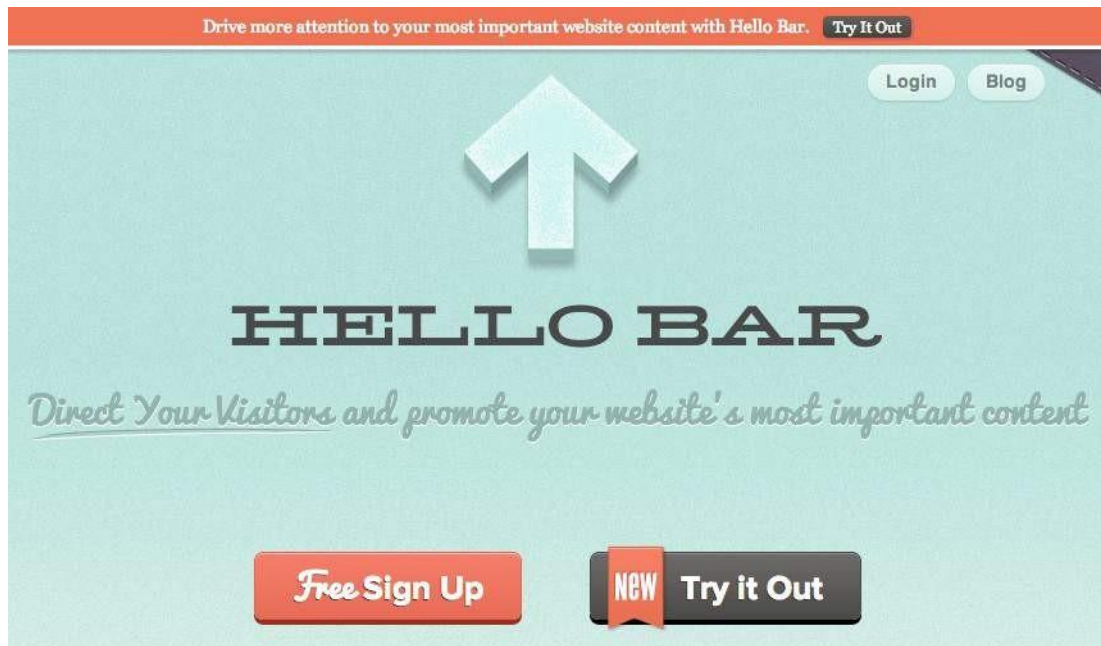 Drive more attention to your most important website content with Hello Bar. Try It Out
Login Blog
HELLO BAR
Direct Your Visitors and promote your website's most important content
Free Sign Up
NEW Try it Out